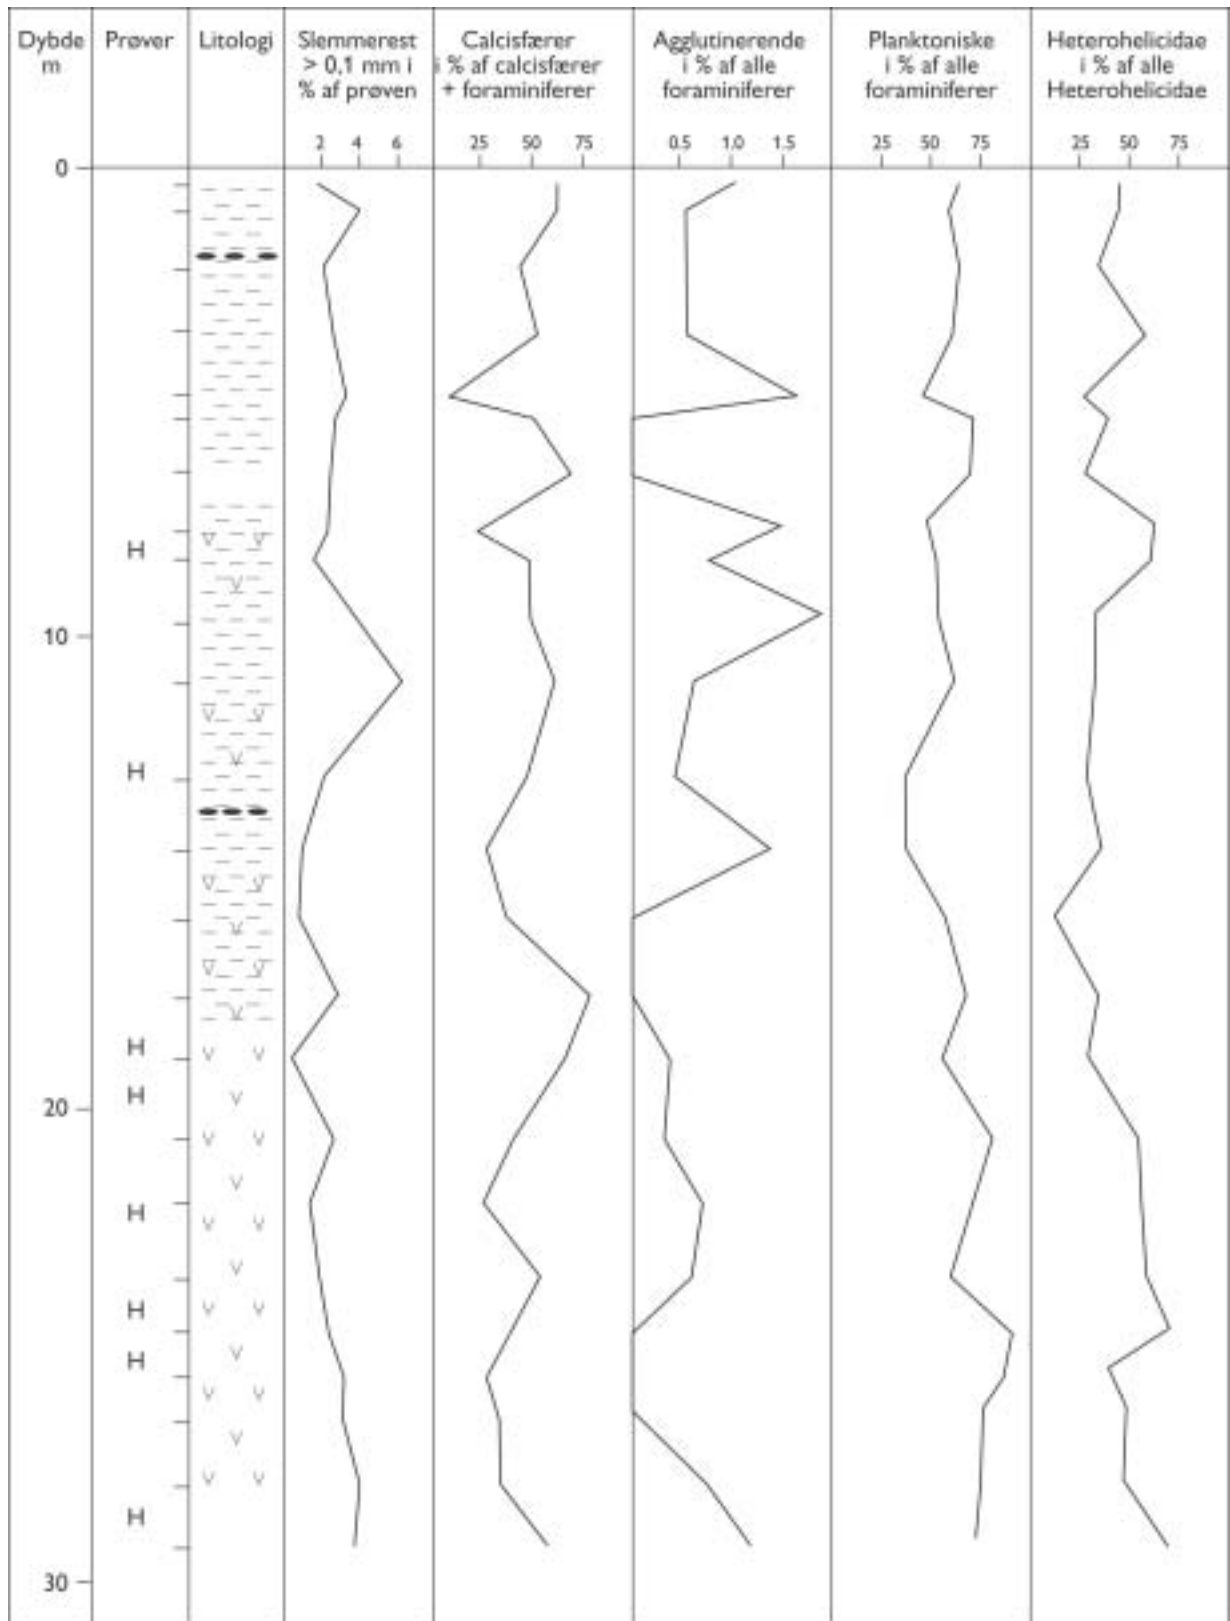 Dybde
m
Prøver
Litologi
Slemmerest
> 0,1 mm i
% af prøven
Calcisfærer
i % af calcisfærer
+ foraminiferer
Agglutinerende
i % af alle
foraminiferer
Planktoniske
i % af alle
foraminiferer
Heterohelicidae
i % af alle
Heterohelicidae
2 4 6
25 50 75
0.5 1.0 1.5
25 50 75
25 50 75
0
H
10
H
H
20
H
H
H
H
H
30